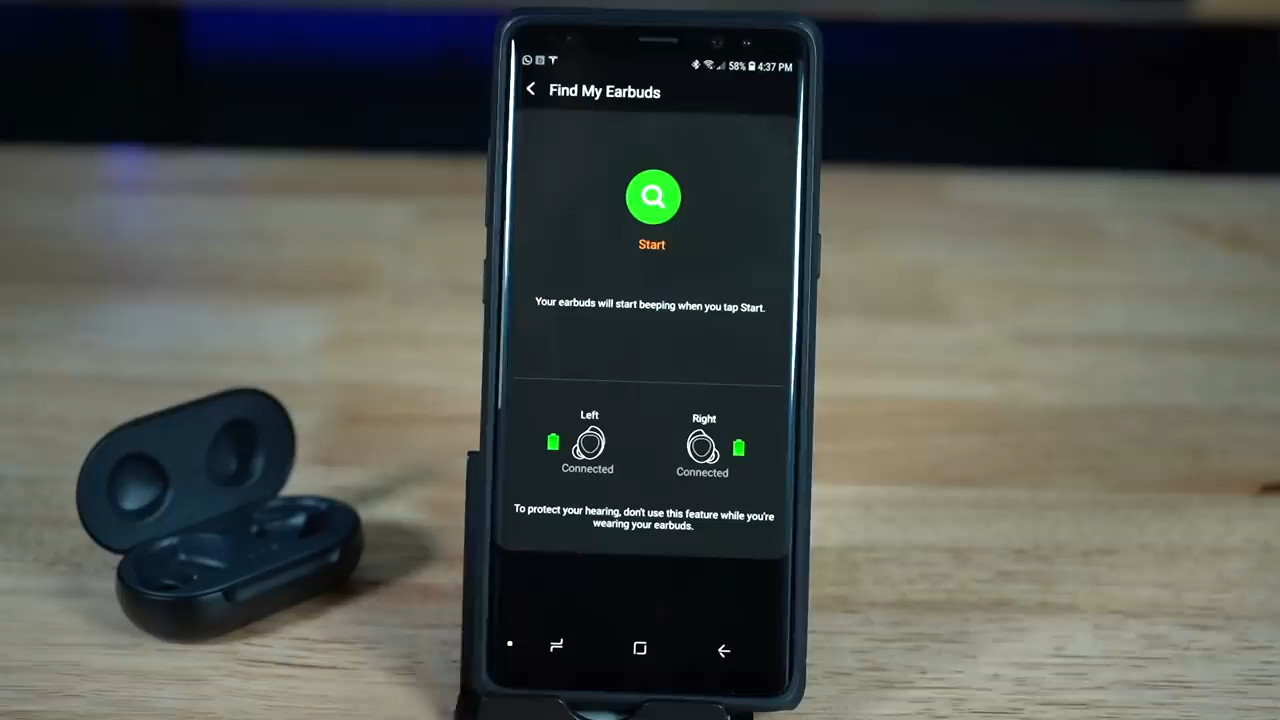 58% 4:37 PM
Find My Earbuds
Start
Your earbuds will start beeping when you tap Start.
Left
Right
Connected
Connected
To protect your hearing, don't use this feature while you're
wearing your earbuds.